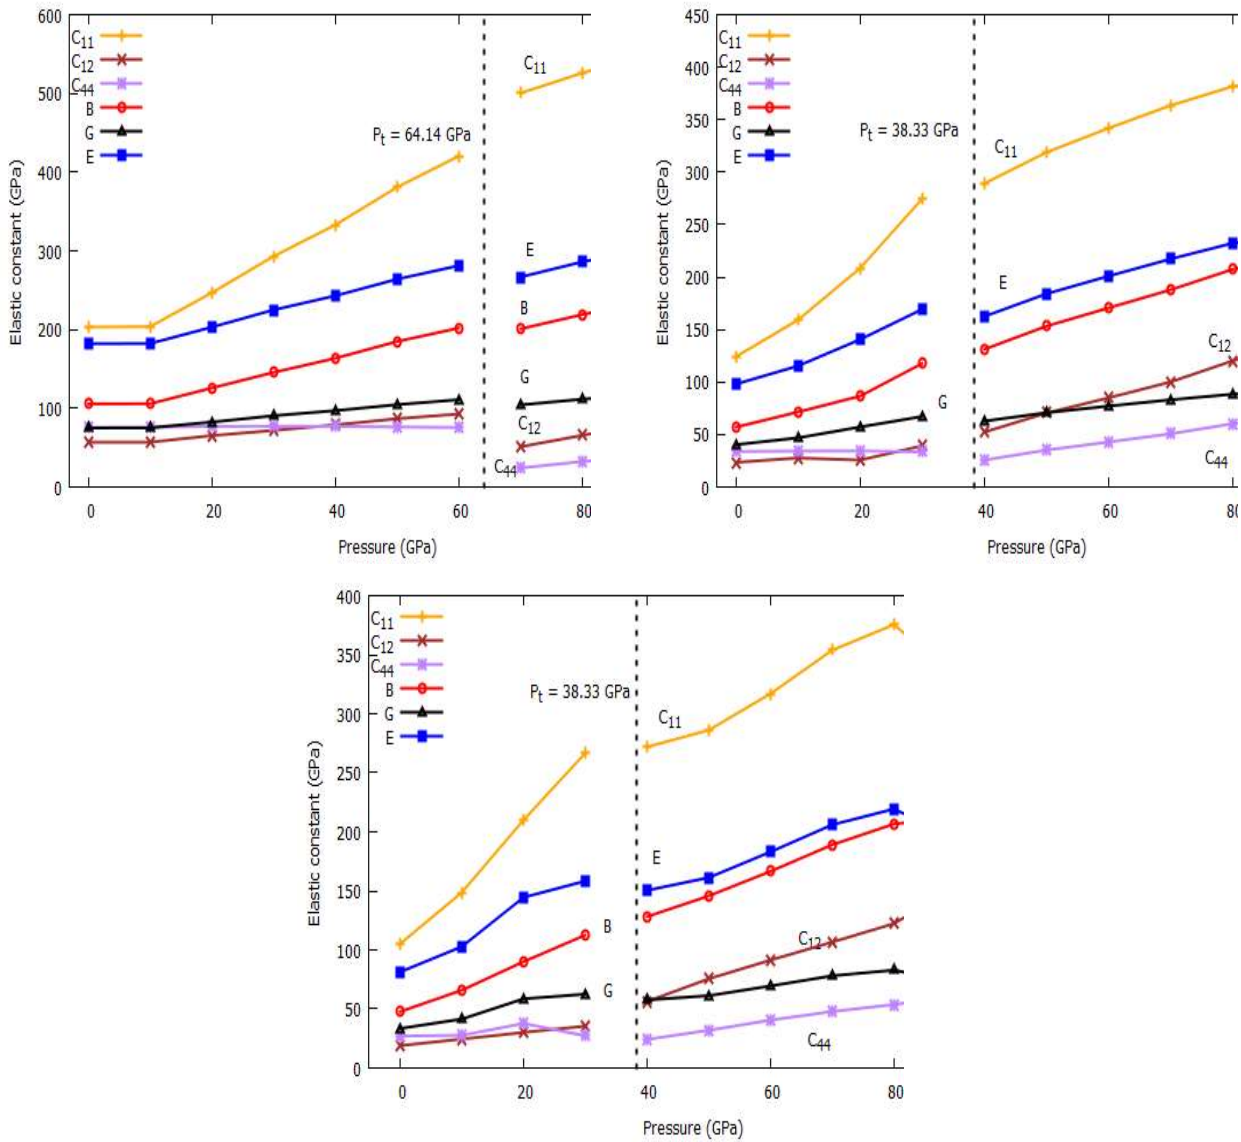 600
500
400
300
200
100
0
Elastic constant (GPa)
C11
C12
C44
B
G
E
Pt = 64.14 GPa
C11
E
B
G
C12
C44
0 20 40 60 80
Pressure (GPa)
450
400
350
300
250
200
150
100
50
0
Elastic constant (GPa)
C11
C12
C44
B
G
E
Pt = 38.33 GPa
C11
E
C12
G
C44
0 20 40 60 80
Pressure (GPa)
400
350
300
250
200
150
100
50
0
Elastic constant (GPa)
C11
C12
C44
B
G
E
Pt = 38.33 GPa
C11
E
B
C12
G
C44
0 20 40 60 80
Pressure (GPa)